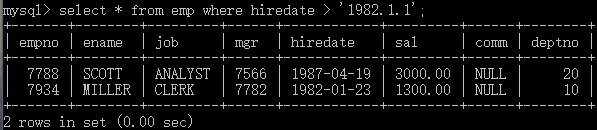 mysql> select * from emp where hiredate > '1982.1.1';
+-------+--------+---------+------+------------+---------+------+--------+
| empno | ename | job | mgr | hiredate | sal | comm | deptno |
+-------+--------+---------+------+------------+---------+------+--------+
| 7788 | SCOTT | ANALYST | 7566 | 1987-04-19 | 3000.00 | NULL | 20 |
| 7934 | MILLER | CLERK | 7782 | 1982-01-23 | 1300.00 | NULL | 10 |
+-------+--------+---------+------+------------+---------+------+--------+
2 rows in set (0.00 sec)